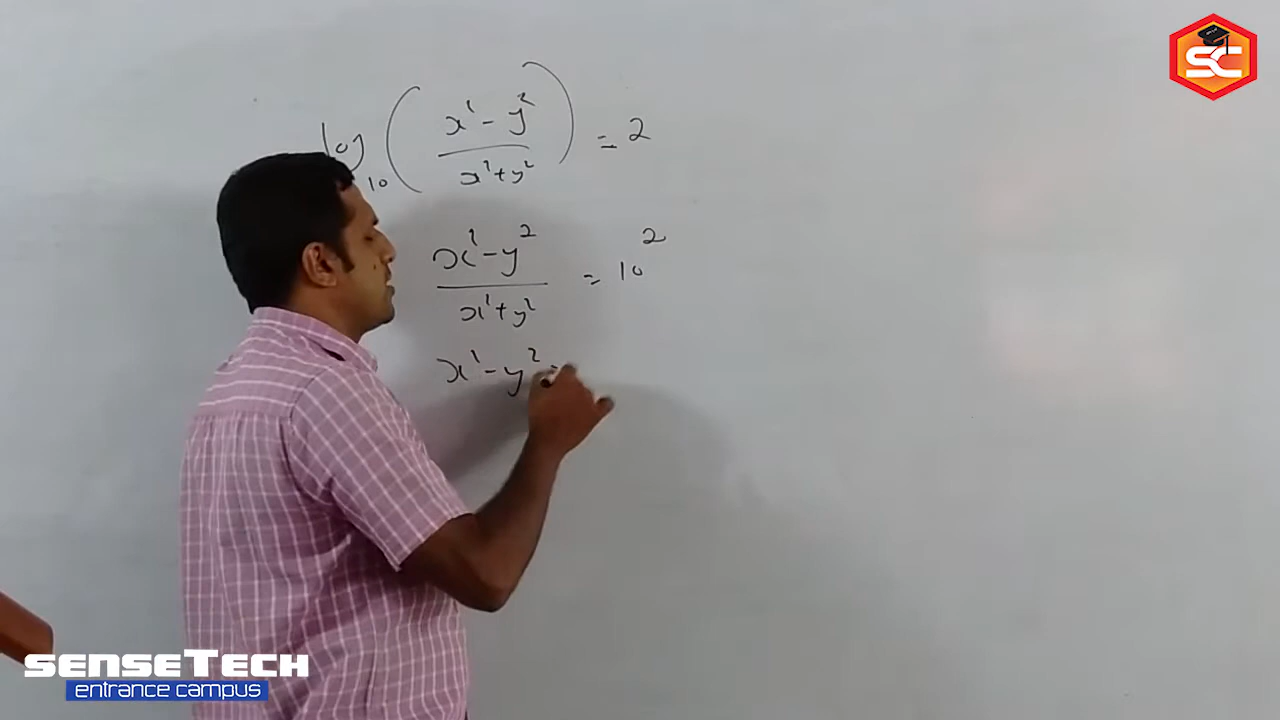 SC
log₁₀ ( (x² - y²) / (x² + y²) ) = 2
(x² - y²) / (x² + y²) = 10²
x² - y² =
senseTech
entrance campus